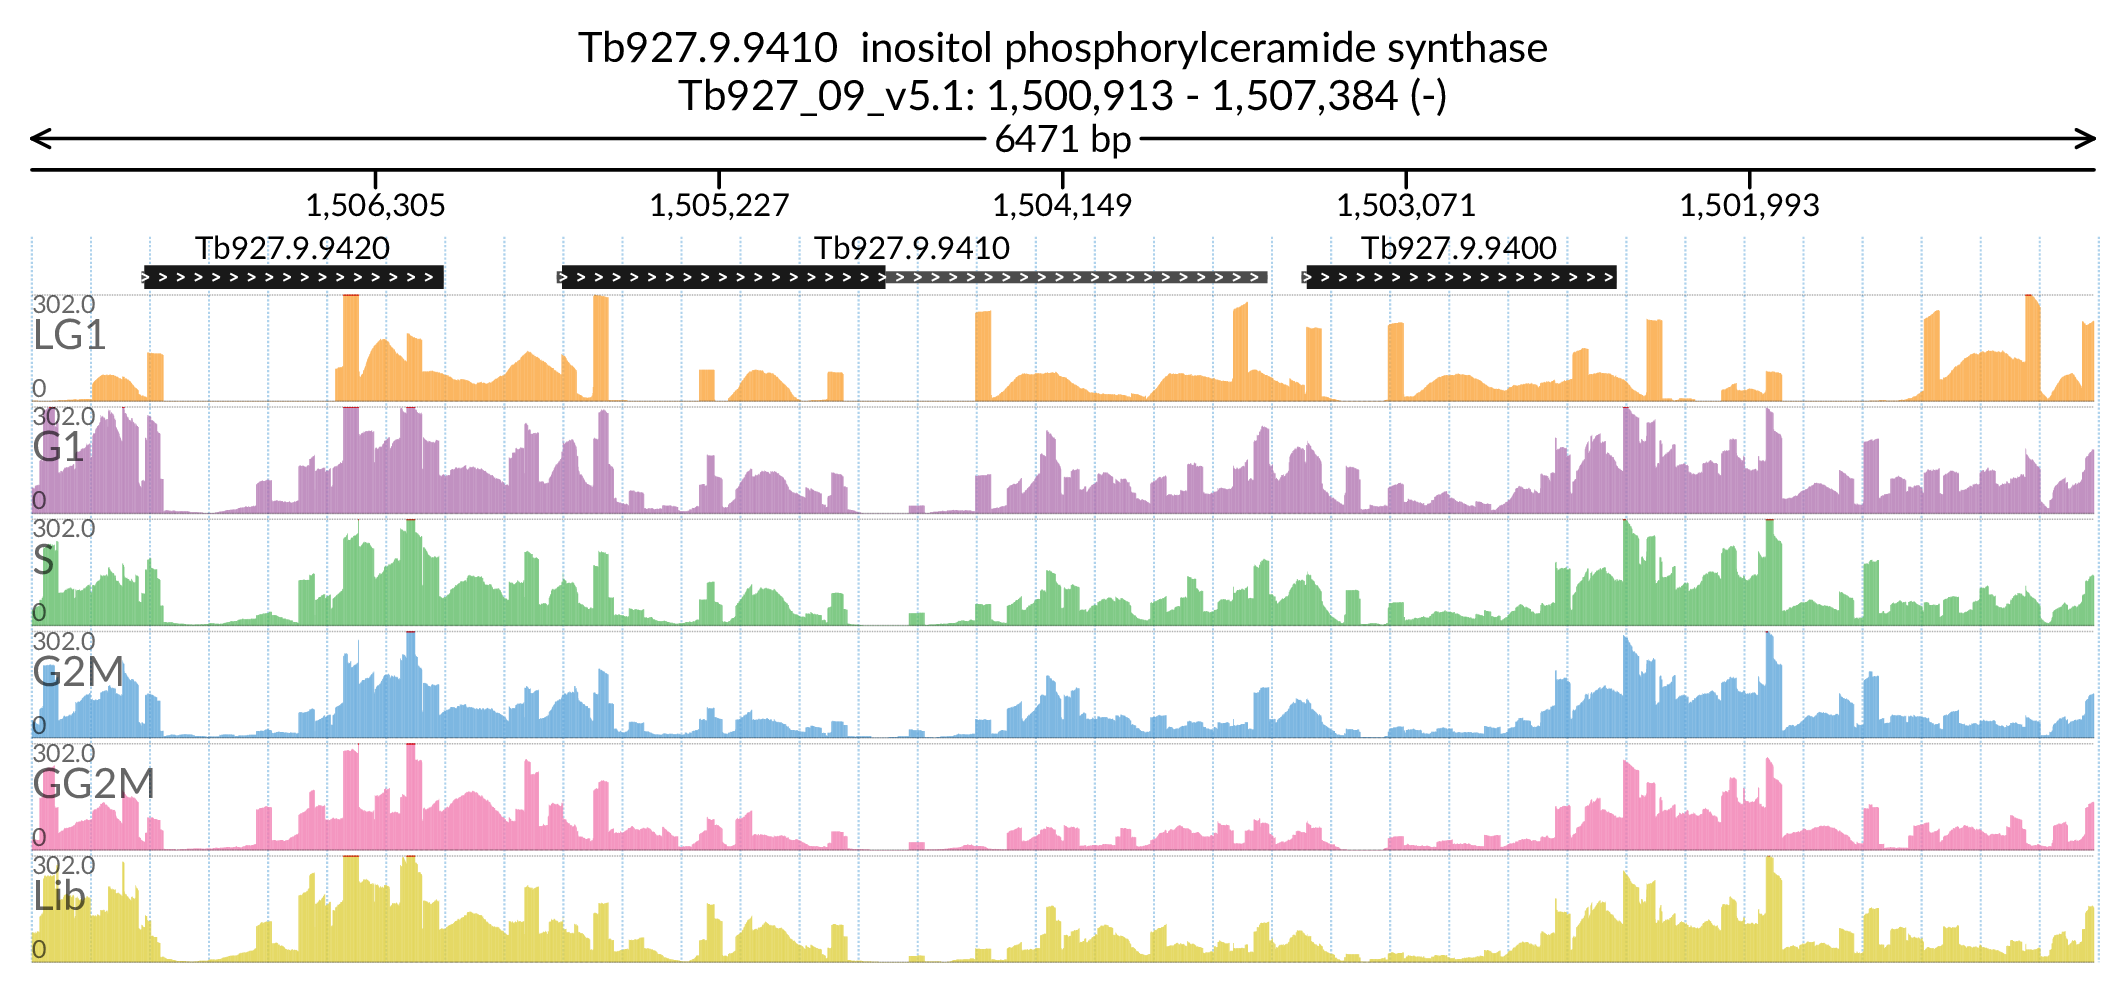 Tb927.9.9410 inositol phosphorylceramide synthase
Tb927_09_v5.1: 1,500,913 - 1,507,384 (-)
6471 bp
1,506,305 1,505,227 1,504,149 1,503,071 1,501,993
Tb927.9.9420 Tb927.9.9410 Tb927.9.9400
302.0
LG1
0
302.0
G1
0
302.0
S
0
302.0
G2M
0
302.0
GG2M
0
302.0
Lib
0